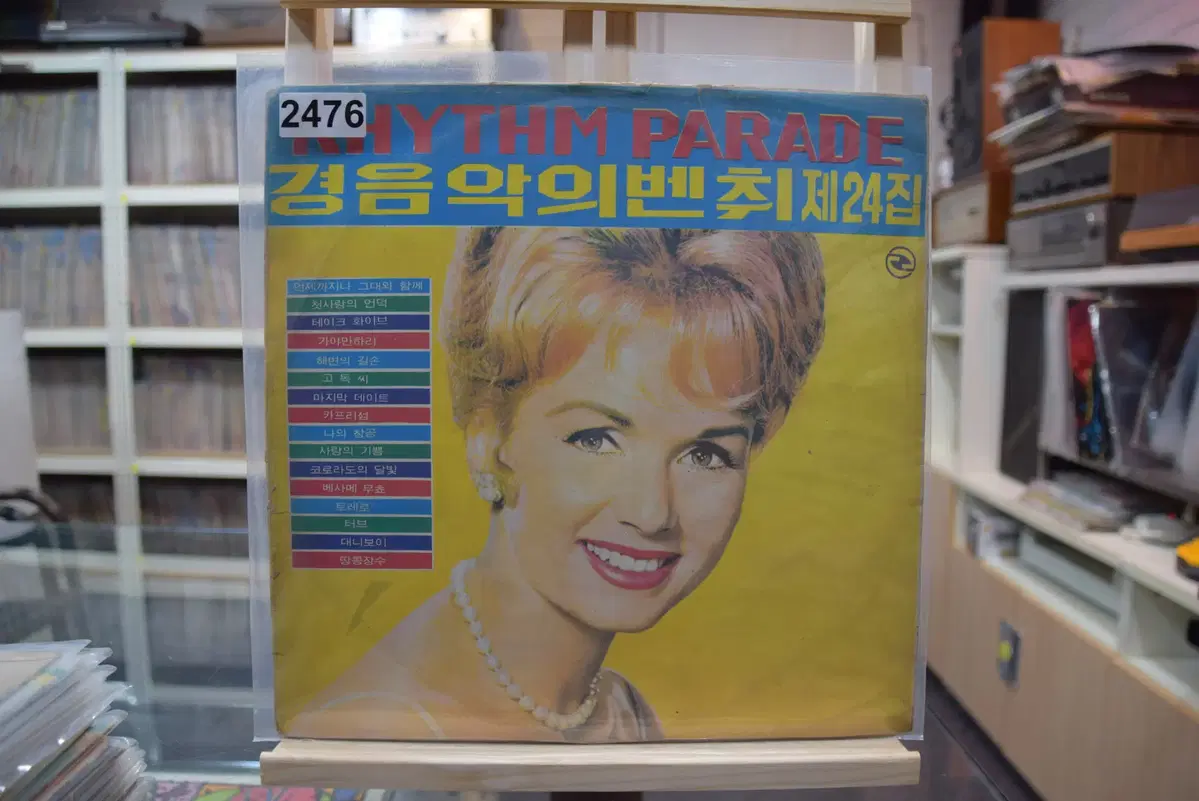 2476
RHYTHM PARADE
경음악의벤취 제24집
언제까지나 그대와 함께
첫사랑의 언덕
테이크 화이브
가야만하리
해변의 길손
고독씨
마지막 데이트
카프리섬
나의 창공
사랑의 기쁨
코로라도의 달빛
베사메 무쵸
투레로
터브
대니보이
땅콩장수